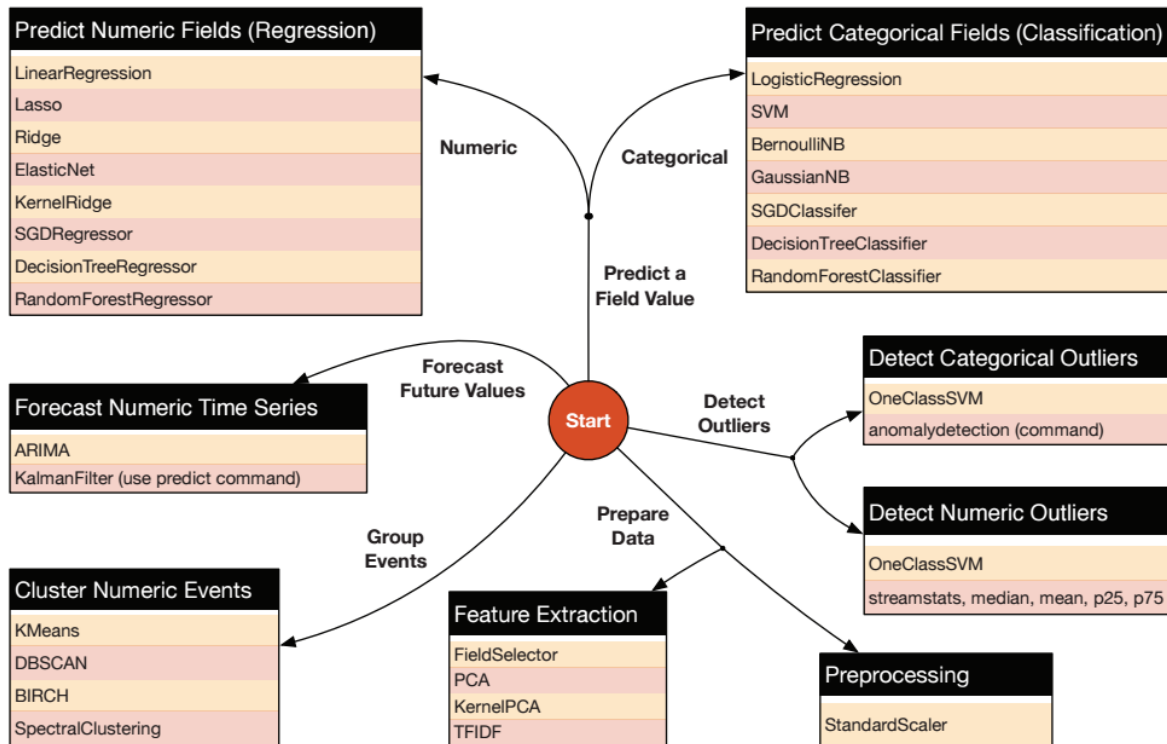 Predict Numeric Fields (Regression)
LinearRegression
Lasso
Ridge
ElasticNet
KernelRidge
SGDRegressor
DecisionTreeRegressor
RandomForestRegressor
Predict Categorical Fields (Classification)
LogisticRegression
SVM
BernoulliNB
GaussianNB
SGDClassifer
DecisionTreeClassifier
RandomForestClassifier
Numeric
Categorical
Predict a
Field Value
Forecast
Future Values
Forecast Numeric Time Series
ARIMA
KalmanFilter (use predict command)
Start
Detect
Outliers
Detect Categorical Outliers
OneClassSVM
anomalydetection (command)
Detect Numeric Outliers
OneClassSVM
streamstats, median, mean, p25, p75
Group
Events
Cluster Numeric Events
KMeans
DBSCAN
BIRCH
SpectralClustering
Prepare
Data
Feature Extraction
FieldSelector
PCA
KernelPCA
TFIDF
Preprocessing
StandardScaler